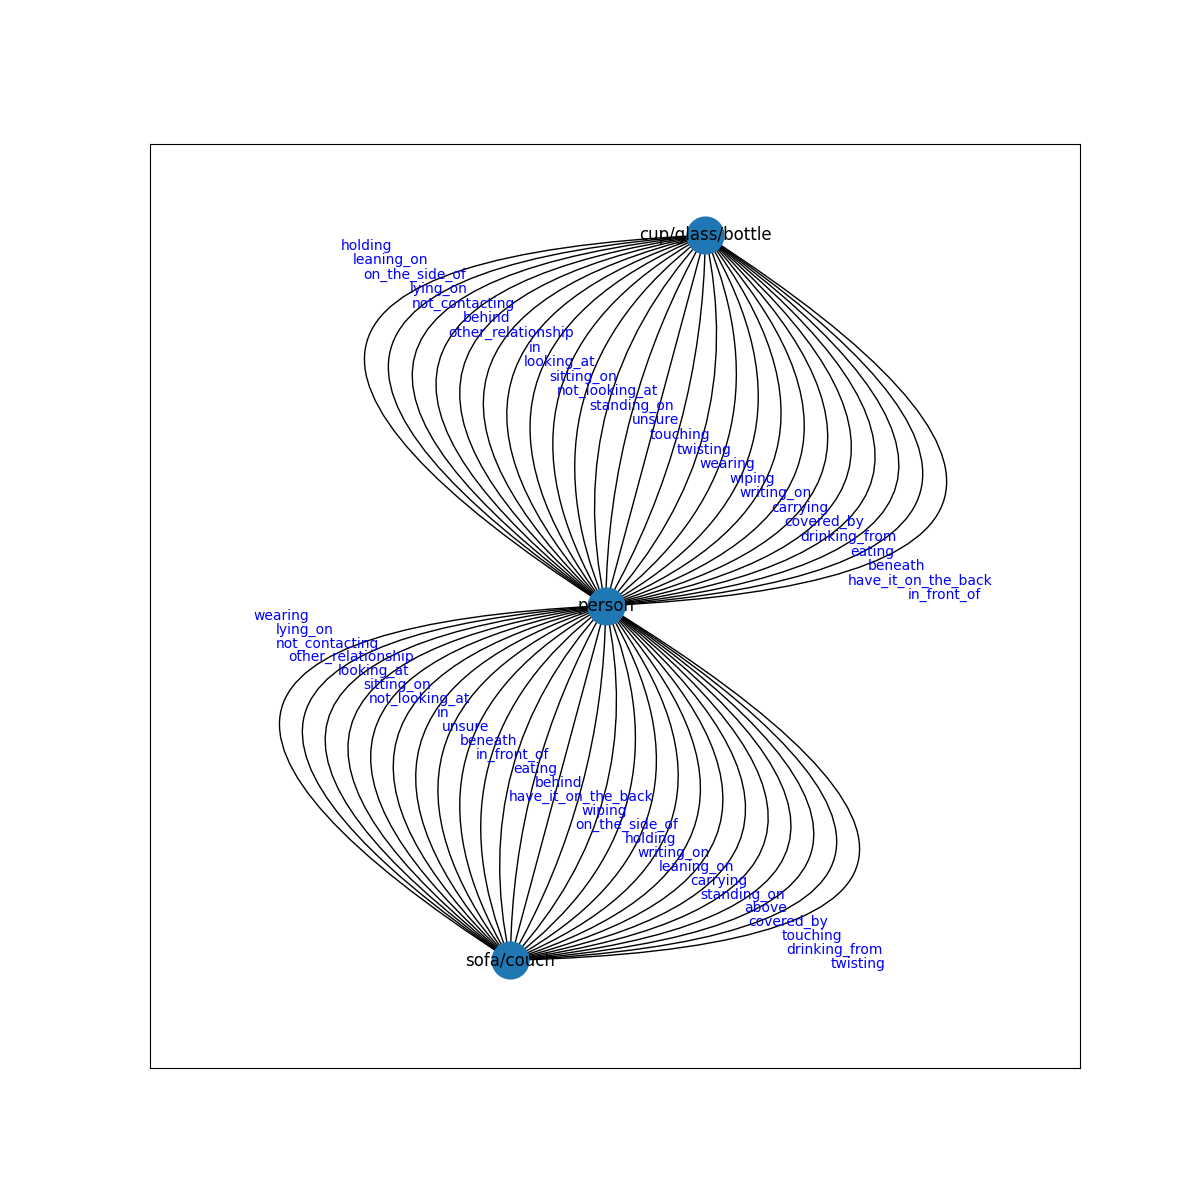 cup/glass/bottle
holding
leaning_on
on_the_side_of
lying_on
not_contacting
behind
other_relationship
in
looking_at
sitting_on
not_looking_at
standing_on
unsure
touching
twisting
wearing
wiping
writing_on
carrying
covered_by
drinking_from
eating
beneath
have_it_on_the_back
in_front_of
person
wearing
lying_on
not_contacting
other_relationship
looking_at
sitting_on
not_looking_at
in
unsure
beneath
in_front_of
eating
behind
have_it_on_the_back
wiping
on_the_side_of
holding
writing_on
leaning_on
carrying
standing_on
above
covered_by
touching
drinking_from
twisting
sofa/couch